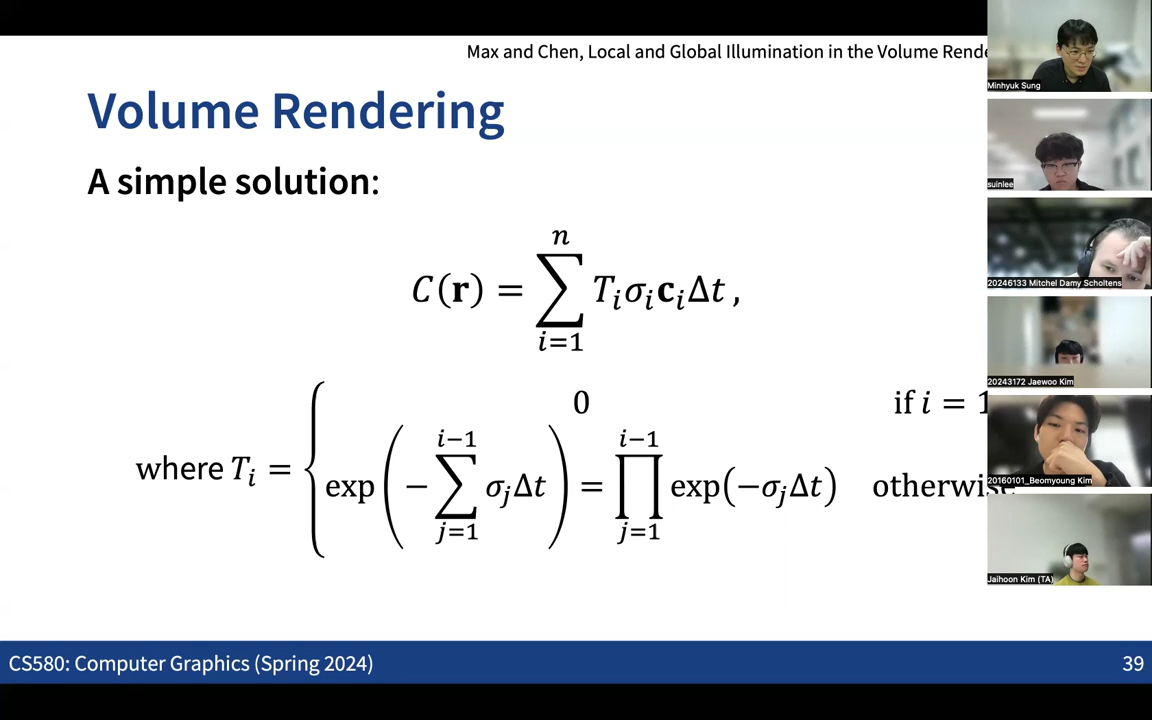 Max and Chen, Local and Global Illumination in the Volume Rende
Volume Rendering
A simple solution:
C(𝐫) = ∑_{i=1}^{n} T_i σ_i 𝐜_i Δt ,
where T_i = { 0 if i = 1
exp(− ∑_{j=1}^{i−1} σ_j Δt) = ∏_{j=1}^{i−1} exp(−σ_j Δt) otherwise
CS580: Computer Graphics (Spring 2024)
39
Minhyuk Sung
suinlee
20246133 Mitchel Damy Scholtens
20243172 Jaewoo Kim
20160101_Beomyoung Kim
Jaihoon Kim (TA)